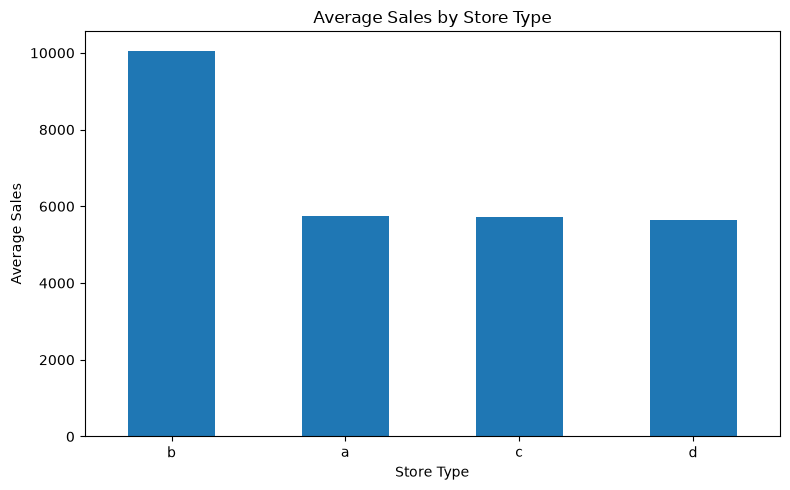 Average Sales by Store Type
Average Sales
10000
8000
6000
4000
2000
0
b a c d
Store Type